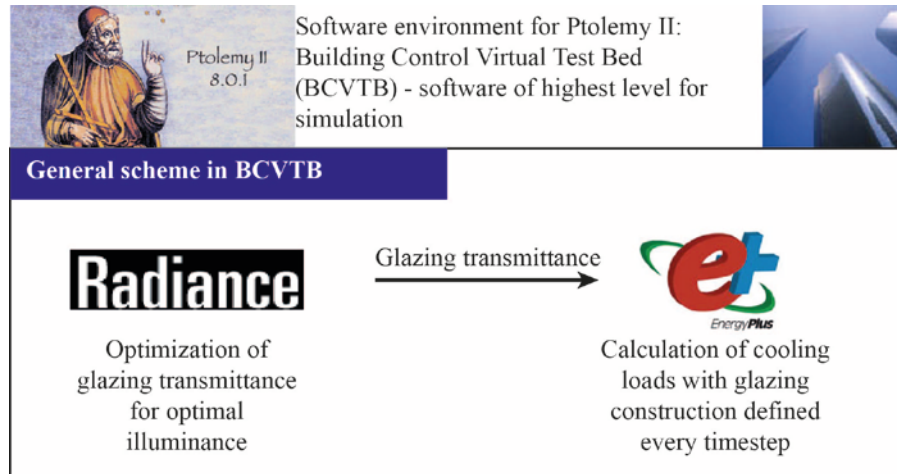 Ptolemy II
8.0.1
Software environment for Ptolemy II:
Building Control Virtual Test Bed
(BCVTB) - software of highest level for
simulation
General scheme in BCVTB
Radiance
Glazing transmittance
e+
EnergyPlus
Optimization of
glazing transmittance
for optimal
illuminance
Calculation of cooling
loads with glazing
construction defined
every timestep